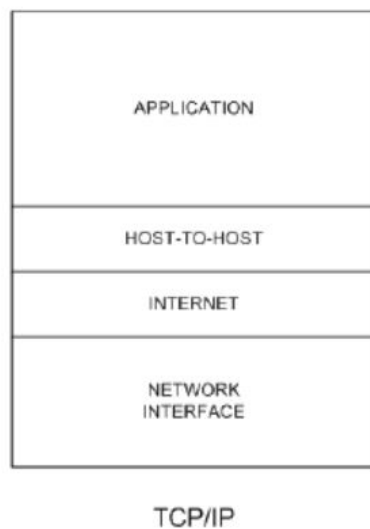 APPLICATION
HOST-TO-HOST
INTERNET
NETWORK
INTERFACE
TCP/IP